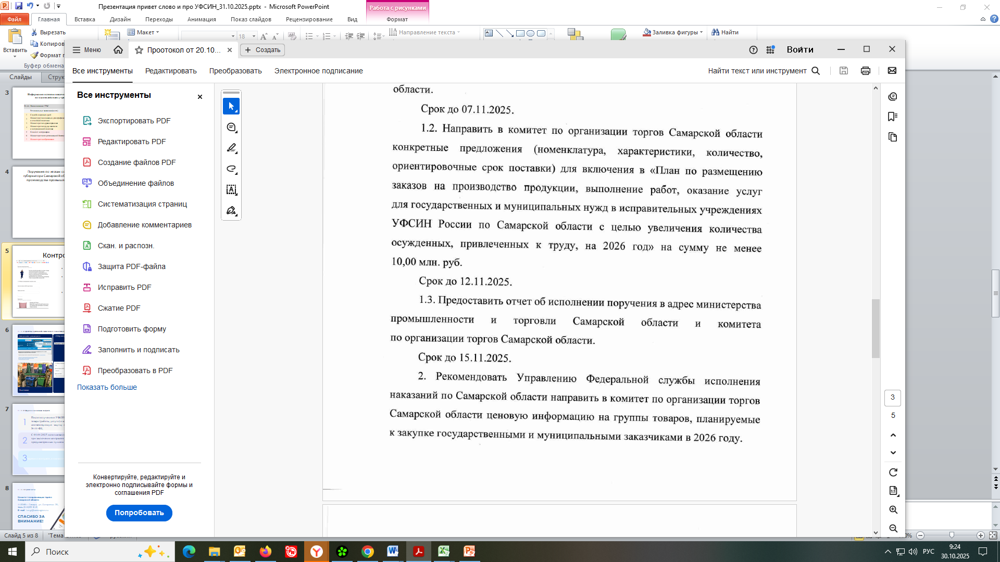 Презентация привет слово и про УФСИН_31.10.2025.pptx - Microsoft PowerPoint
Работа с рисунками
Файл Главная Вставка Дизайн Переходы Анимация Показ слайдов Рецензирование Вид Формат
Вставить
Вырезать
Копиров
Формат
Буфер обмена
Макет
18
Направление текста
Заливка фигуры
Найти
Слайды
Меню
Проотокол от 20.10...
Создать
Войти
Все инструменты Редактировать Преобразовать Электронное подписание
Найти текст или инструмент
Все инструменты
Экспортировать PDF
Редактировать PDF
Создание файлов PDF
Объединение файлов
Систематизация страниц
Добавление комментариев
Скан. и распозн.
Защита PDF-файла
Исправить PDF
Сжатие PDF
Подготовить форму
Заполнить и подписать
Преобразовать в PDF
Показать больше
Конвертируйте, редактируйте и
электронно подписывайте формы и
соглашения PDF
Попробовать
3
4
5
Контро
6
7
8
СПАСИБО ЗА
ВНИМАНИЕ!
области.
Срок до 07.11.2025.
1.2. Направить в комитет по организации торгов Самарской области
конкретные предложения (номенклатура, характеристики, количество,
ориентировочные срок поставки) для включения в «План по размещению
заказов на производство продукции, выполнение работ, оказание услуг
для государственных и муниципальных нужд в исправительных учреждениях
УФСИН России по Самарской области с целью увеличения количества
осужденных, привлеченных к труду, на 2026 год» на сумму не менее
10,00 млн. руб.
Срок до 12.11.2025.
1.3. Предоставить отчет об исполнении поручения в адрес министерства
промышленности и торговли Самарской области и комитета
по организации торгов Самарской области.
Срок до 15.11.2025.
2. Рекомендовать Управлению Федеральной службы исполнения
наказаний по Самарской области направить в комитет по организации торгов
Самарской области ценовую информацию на группы товаров, планируемые
к закупке государственными и муниципальными заказчиками в 2026 году.
3
5
Слайд 5 из 8
Поиск
РУС
9:24
30.10.2025